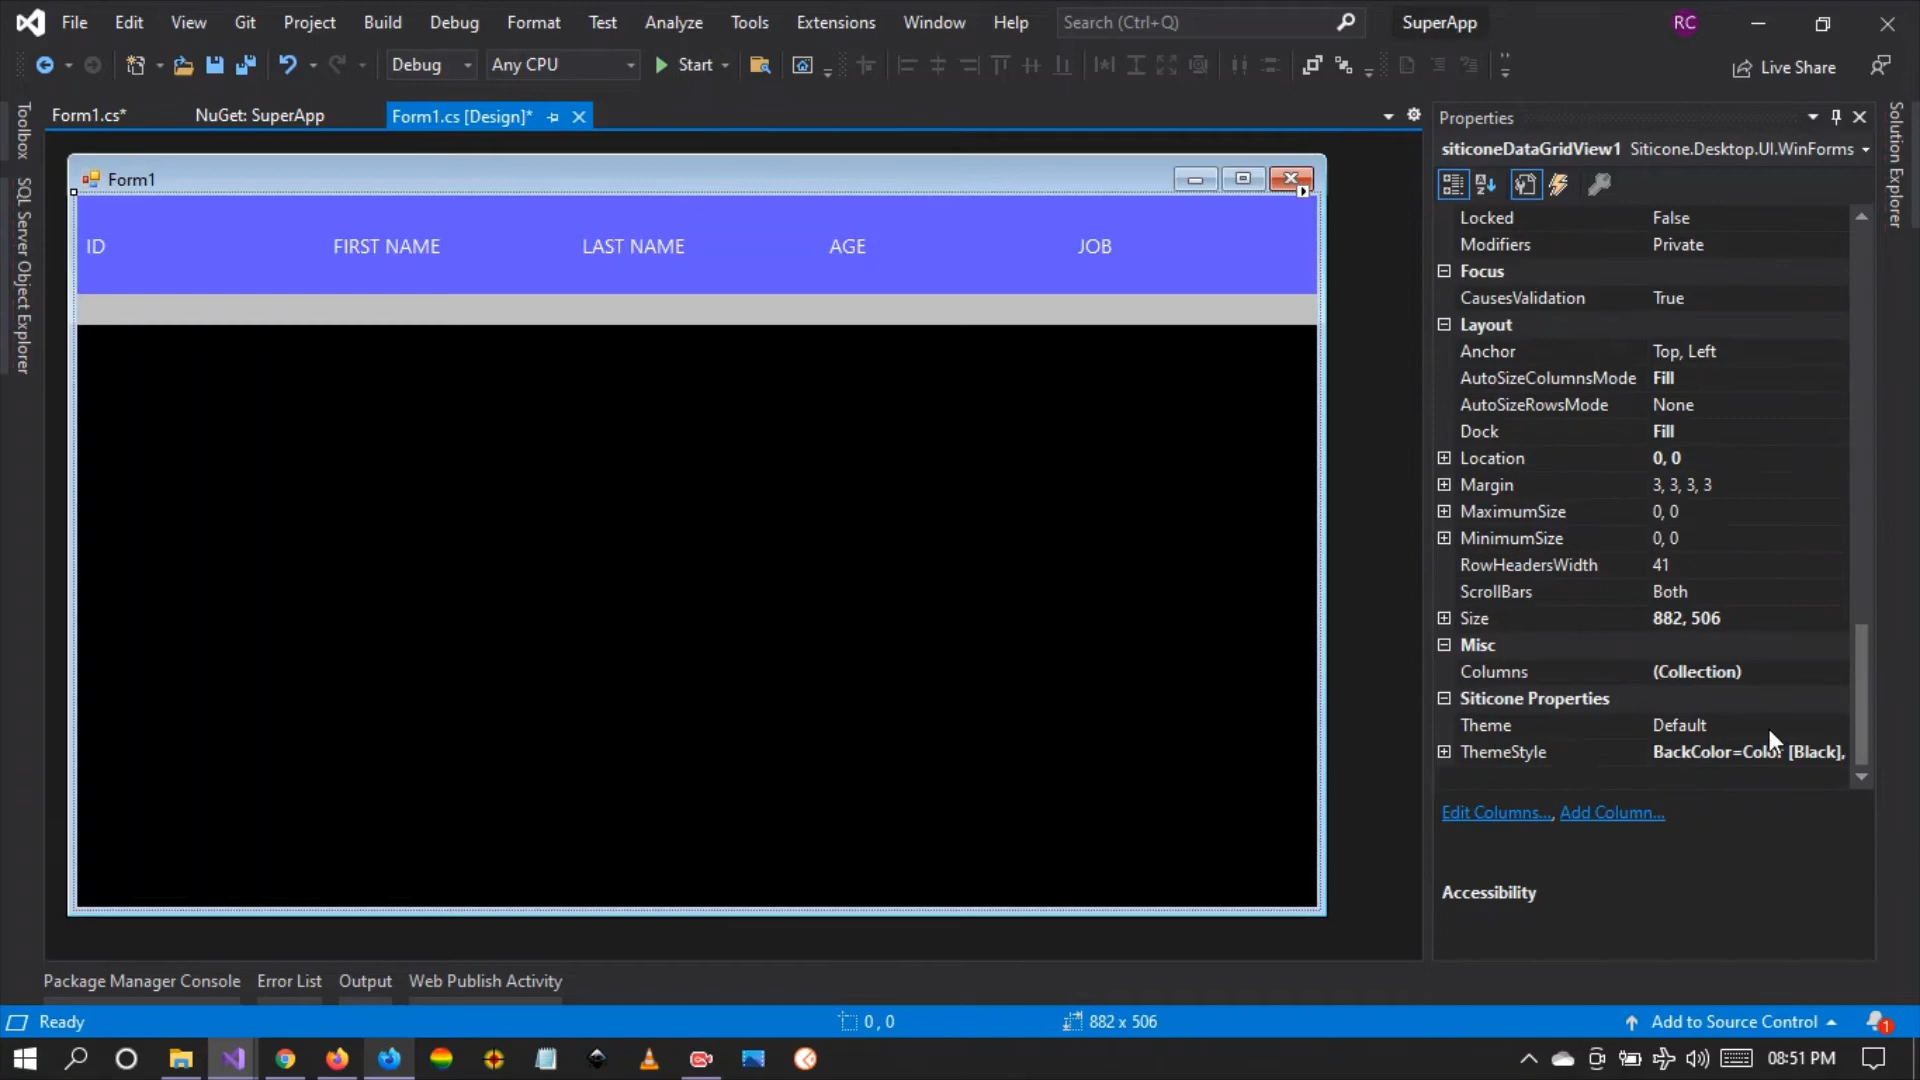 File Edit View Git Project Build Debug Format Test Analyze Tools Extensions Window Help Search (Ctrl+Q) SuperApp RC
Debug Any CPU Start Live Share
Form1.cs* NuGet: SuperApp Form1.cs [Design]* Properties
siticoneDataGridView1 Siticone.Desktop.UI.WinForms
Toolbox
SQL Server Object Explorer
Solution Explorer
Form1
ID FIRST NAME LAST NAME AGE JOB
Locked False
Modifiers Private
Focus
CausesValidation True
Layout
Anchor Top, Left
AutoSizeColumnsMode Fill
AutoSizeRowsMode None
Dock Fill
Location 0, 0
Margin 3, 3, 3, 3
MaximumSize 0, 0
MinimumSize 0, 0
RowHeadersWidth 41
ScrollBars Both
Size 882, 506
Misc
Columns (Collection)
Siticone Properties
Theme Default
ThemeStyle BackColor=Color [Black],
Edit Columns..., Add Column...
Accessibility
Package Manager Console Error List Output Web Publish Activity
Ready 0 , 0 882 x 506 Add to Source Control 1
08:51 PM